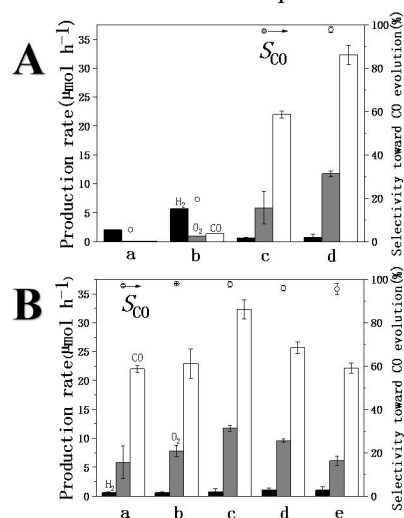 A
Production rate(μmol h⁻¹)
35
30
25
20
15
10
5
0
S_CO
H₂
O₂ CO
a b c d
100
80
60
40
20
0
Selectivity toward CO evolution(%)
B
Production rate(μmol h⁻¹)
35
30
25
20
15
10
5
0
S_CO
CO
O₂
H₂
a b c d e
100
80
60
40
20
0
Selectivity toward CO evolution(%)